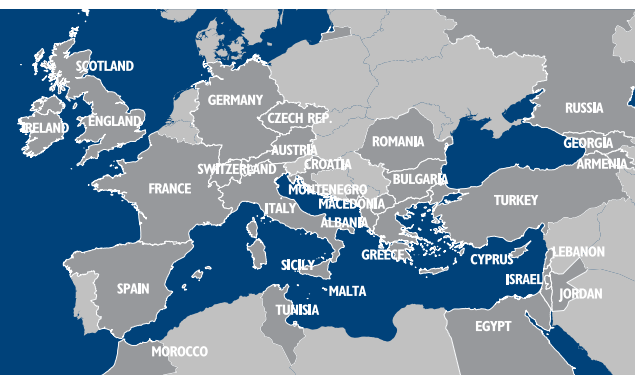 SCOTLAND
IRELAND
ENGLAND
GERMANY
RUSSIA
CZECH REP.
ROMANIA
GEORGIA
AUSTRIA
ARMENIA
SWITZERLAND
CROATIA
FRANCE
BULGARIA
MONTENEGRO
TURKEY
ITALY
MACEDONIA
ALBANIA
GREECE
CYPRUS
LEBANON
SICILY
ISRAEL
SPAIN
MALTA
JORDAN
TUNISIA
EGYPT
MOROCCO